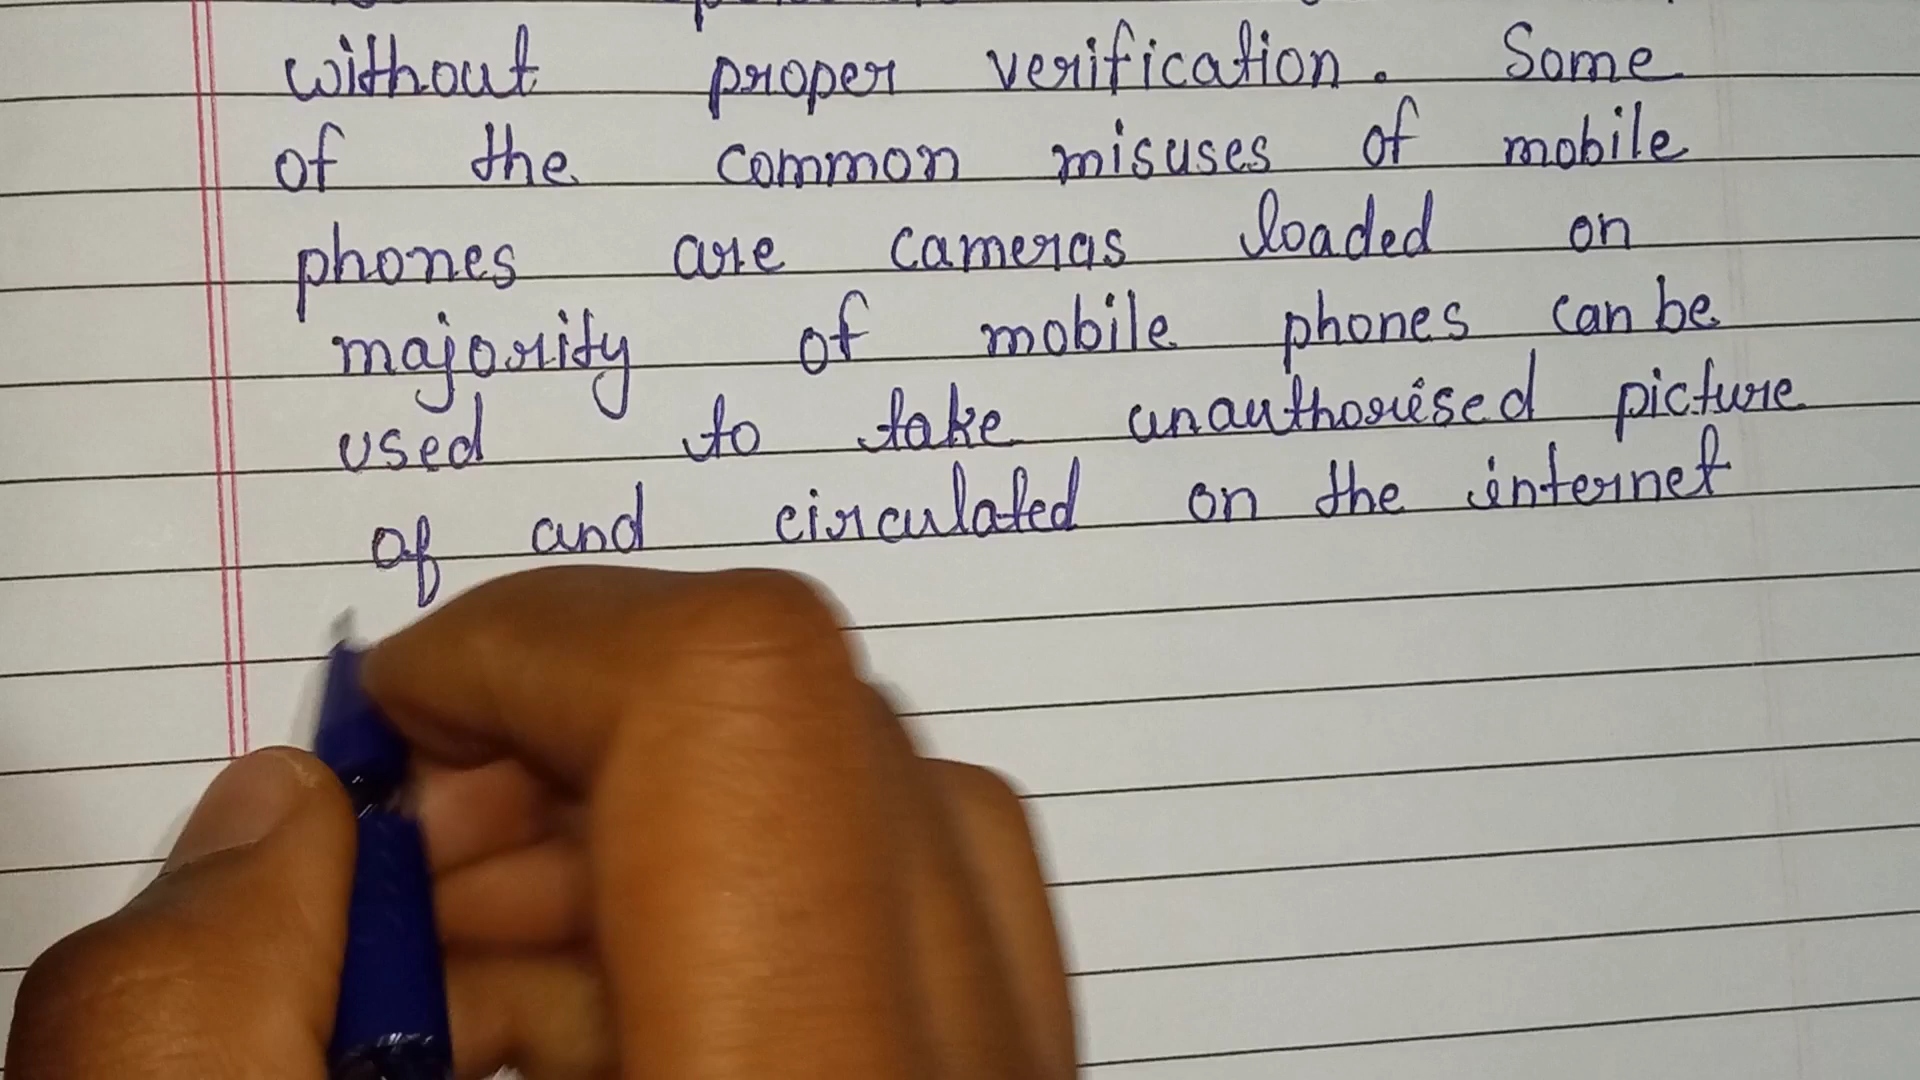 without proper verification. Some
of the common misuses of mobile
phones are cameras loaded on
majority of mobile phones can be
used to take unauthorised picture
of and circulated on the internet